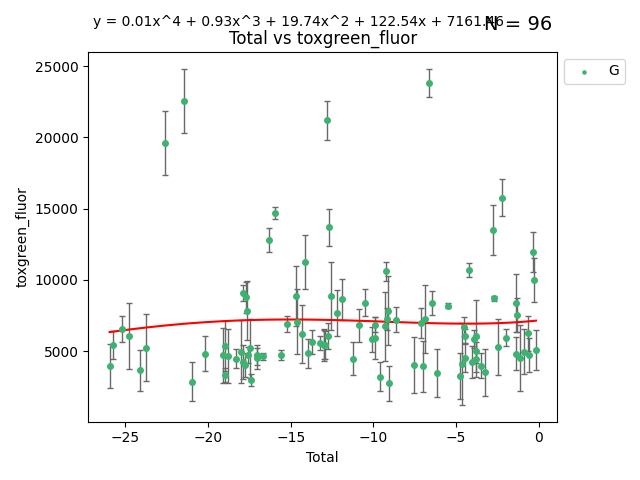 y = 0.01x^4 + 0.93x^3 + 19.74x^2 + 122.54x + 7161.46
N = 96
Total vs toxgreen_fluor
G
25000
20000
15000
10000
5000
toxgreen_fluor
−25 −20 −15 −10 −5 0
Total